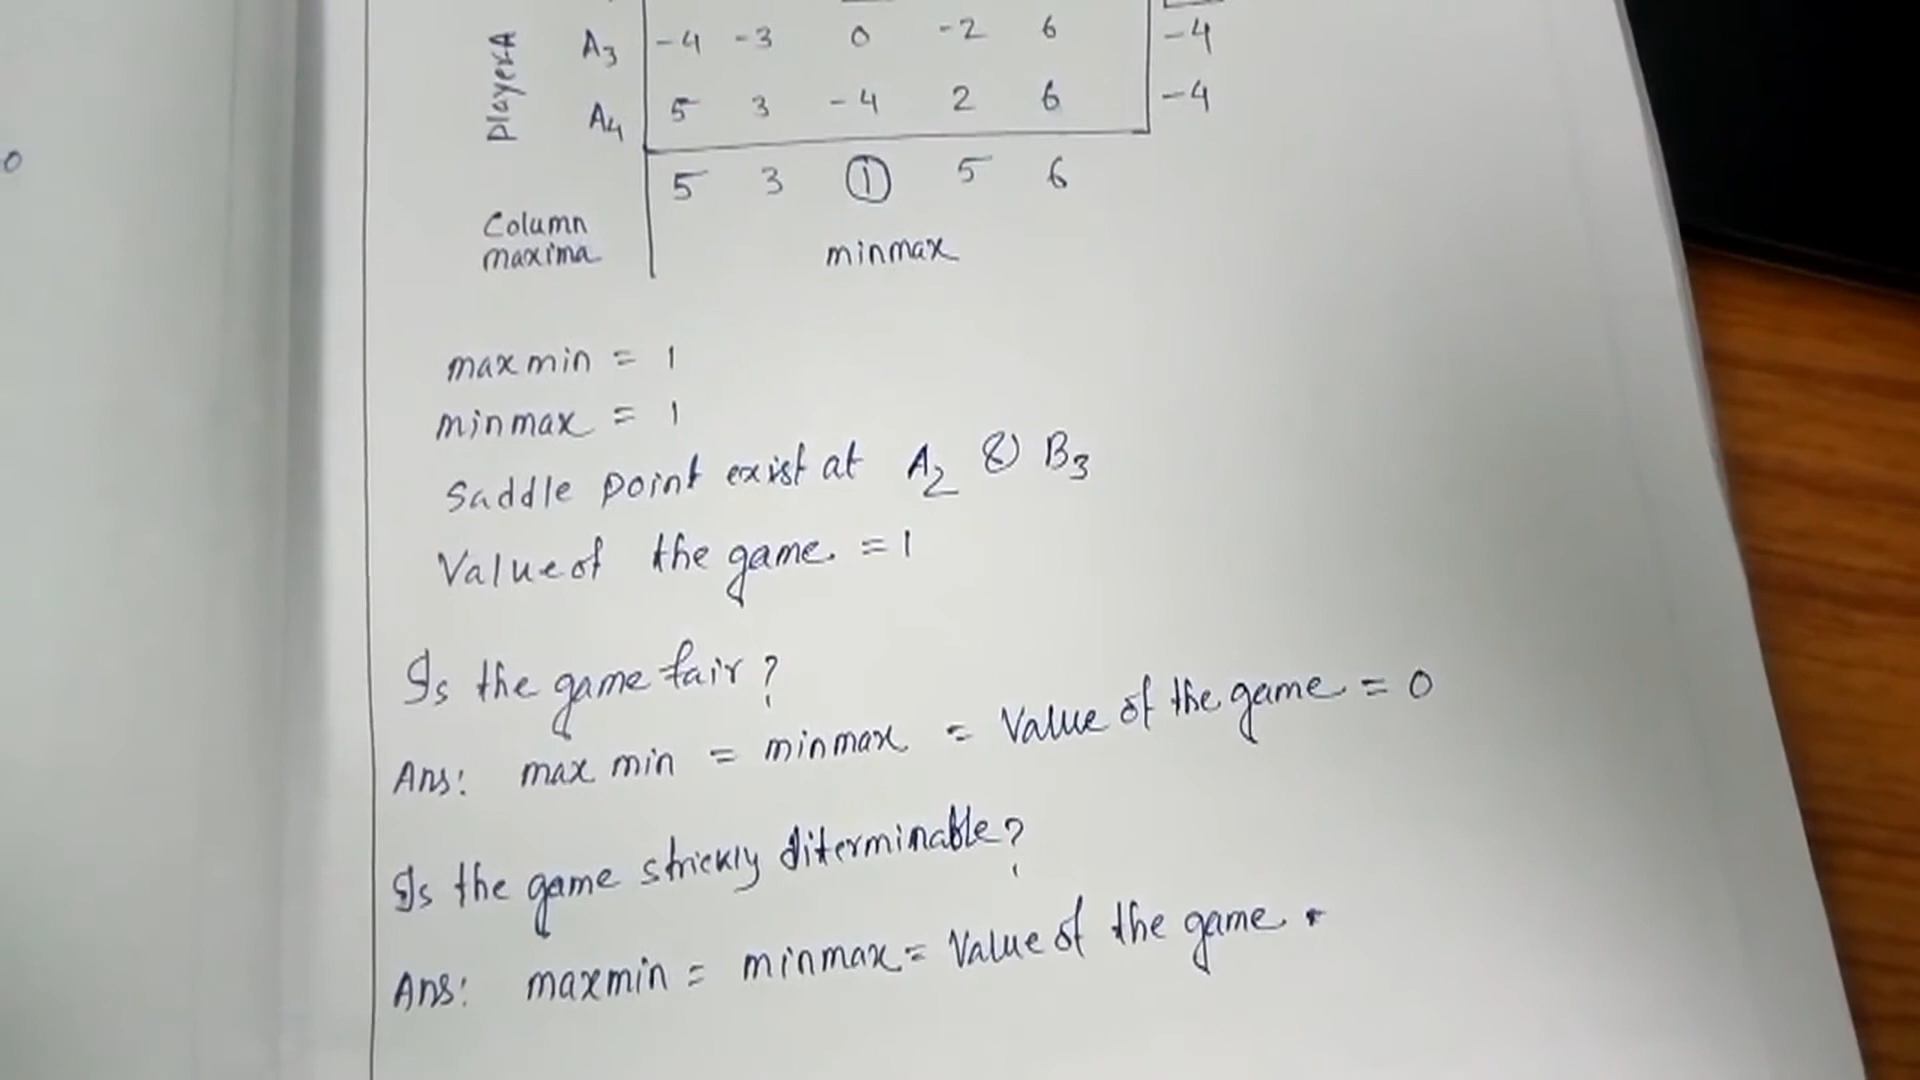 A3 -4 -3 0 -2 6 -4
Player A
A4 5 3 -4 2 6 -4
0
5 3 1 5 6
Column
maxima
minmax
maxmin = 1
minmax = 1
Saddle point exist at A2 & B3
Value of the game = 1
Is the game fair?
Ans: max min = minmax = Value of the game = 0
Is the game strickly diterminable?
Ans: maxmin = minmax = Value of the game.